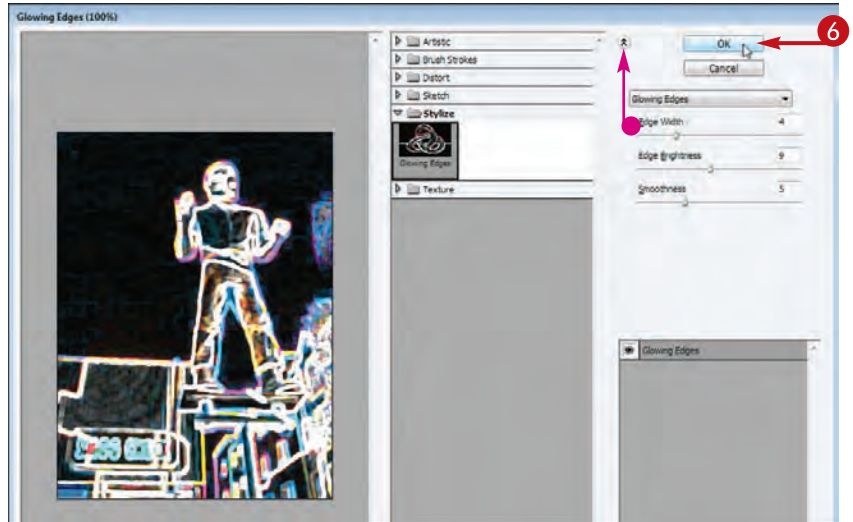 Glowing Edges (100%)
Artistic
Brush Strokes
Distort
Sketch
Stylize
Glowing Edges
Texture
6
OK
Cancel
Glowing Edges
Edge Width 4
Edge Brightness 9
Smoothness 5
Glowing Edges